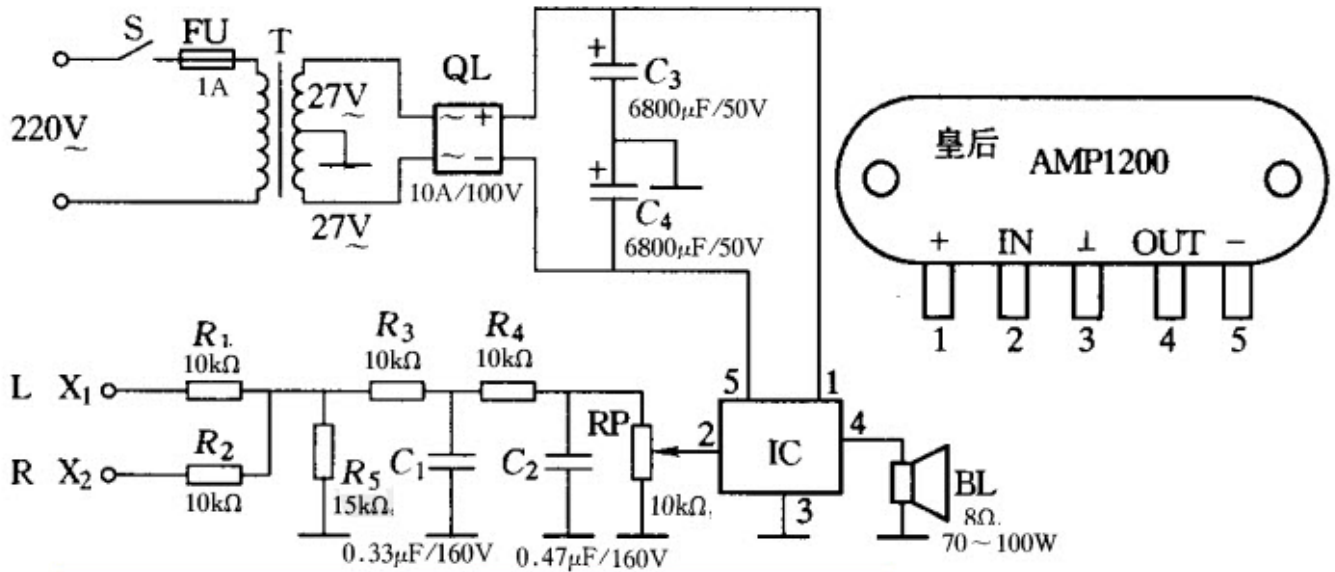 S FU T
1A
27V
~
220V
~
27V
~
QL
~ +
~ −
10A/100V
+ C3
6800μF/50V
+ C4
6800μF/50V
皇后 AMP1200
+ IN ⊥ OUT −
1 2 3 4 5
R1
10kΩ
R3
10kΩ
R4
10kΩ
L X1
R2
R X2
10kΩ
R5
15kΩ
C1
0.33μF/160V
C2
0.47μF/160V
RP
10kΩ
5 1
2 IC 4
3
BL
8Ω
70～100W